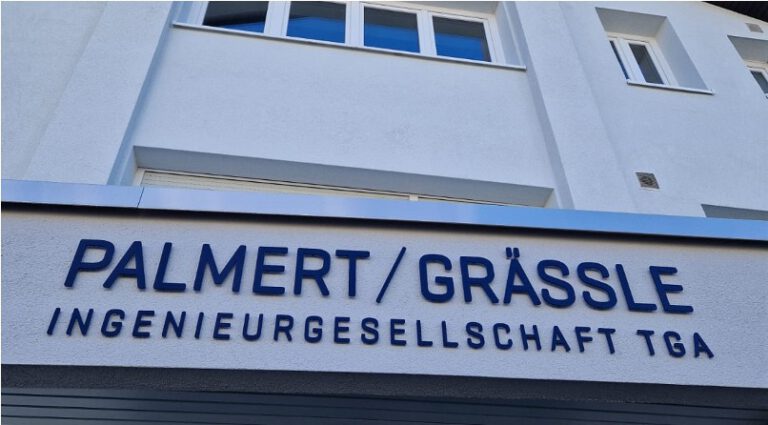 PALMERT/GRÄSSLE
INGENIEURGESELLSCHAFT TGA